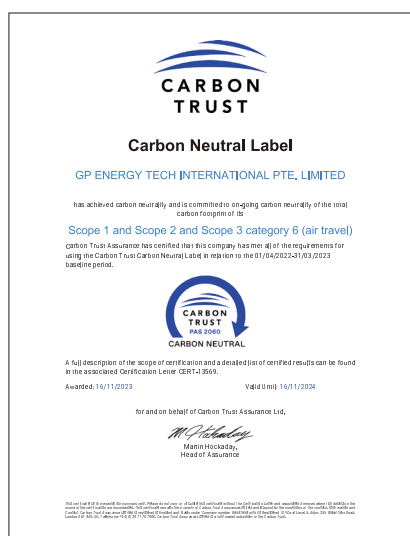 CARBON
TRUST
Carbon Neutral Label
GP ENERGY TECH INTERNATIONAL PTE. LIMITED
has achieved carbon neutrality and is committed to on-going carbon neutrality of the total
carbon footprint of its
Scope 1 and Scope 2 and Scope 3 category 6 (air travel)
Carbon Trust Assurance has certified that this company has met all of the requirements for
using the Carbon Trust Carbon Neutral Label in relation to the 01/04/2022-31/03/2023
baseline period.
CARBON
TRUST
PAS 2060
CARBON NEUTRAL
A full description of the scope of certification and a detailed list of certified results can be found
in the associated Certification Letter CERT-13569.
Awarded: 16/11/2023 Valid Until: 16/11/2024
for and on behalf of Carbon Trust Assurance Ltd,
Martin Hockaday,
Head of Assurance